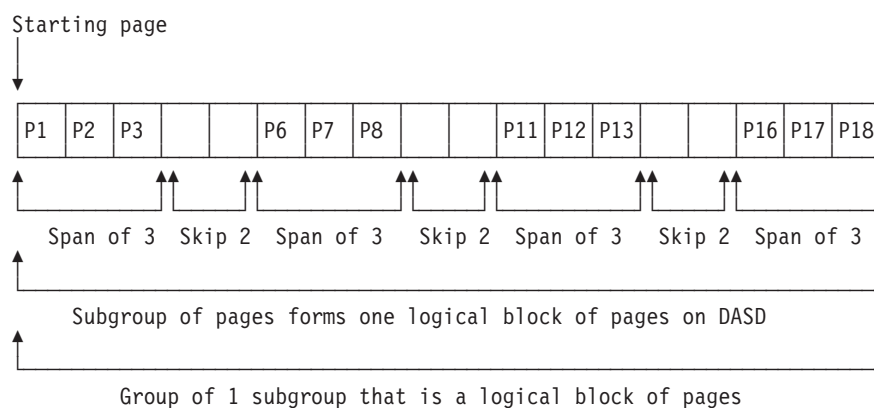 Starting page
P1 P2 P3 P6 P7 P8 P11 P12 P13 P16 P17 P18
Span of 3 Skip 2 Span of 3 Skip 2 Span of 3 Skip 2 Span of 3
Subgroup of pages forms one logical block of pages on DASD
Group of 1 subgroup that is a logical block of pages